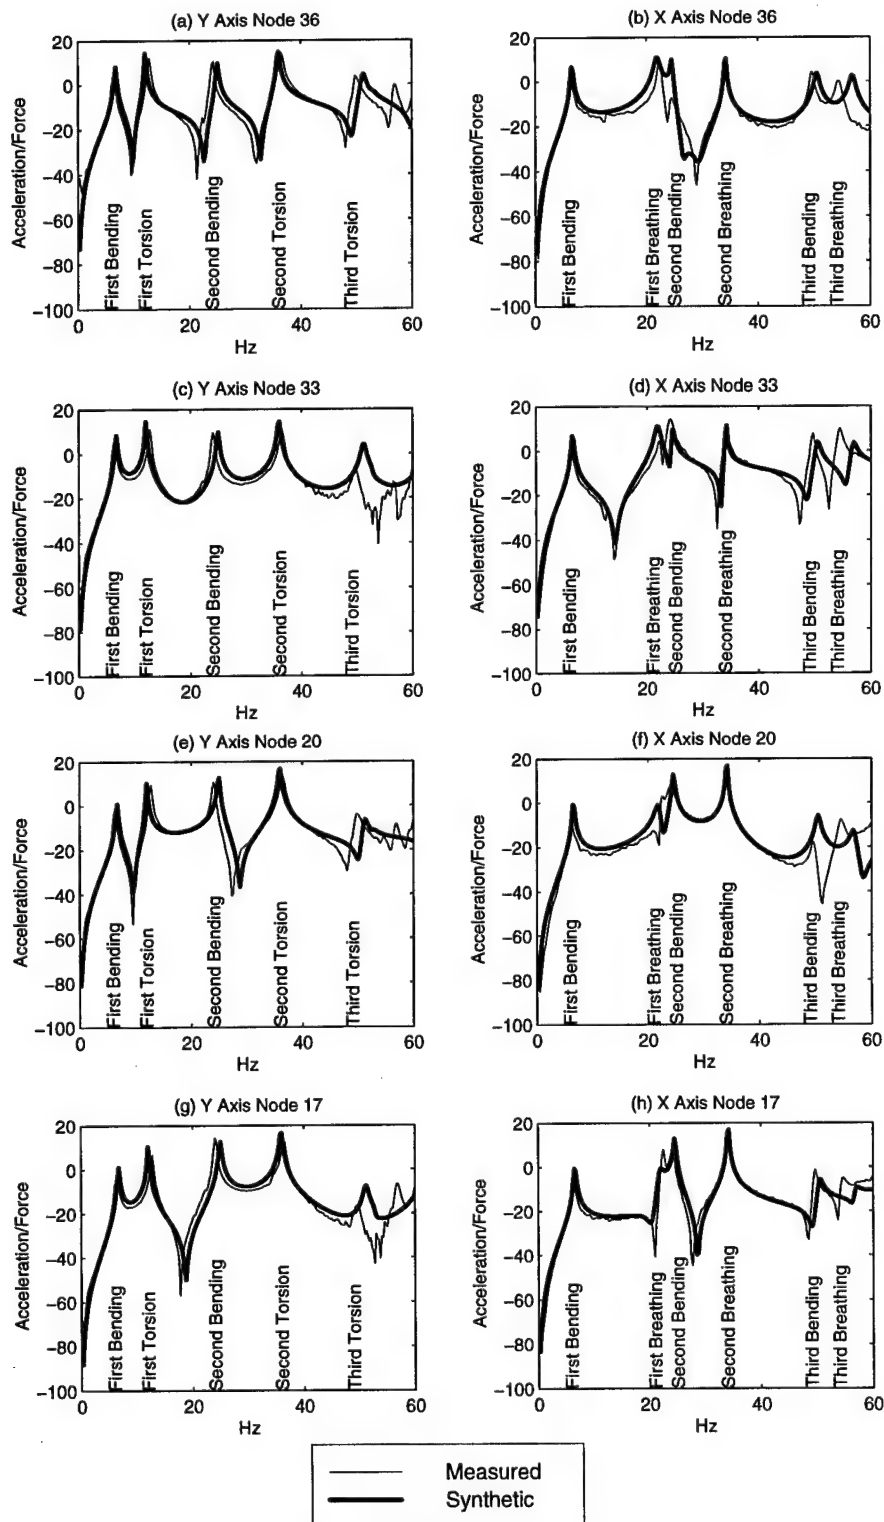 (a) Y Axis Node 36
20
0
−20
−40
−60
−80
−100
Acceleration/Force
First Bending
First Torsion
Second Bending
Second Torsion
Third Torsion
0
20
40
60
Hz
(b) X Axis Node 36
20
0
−20
−40
−60
−80
−100
Acceleration/Force
First Bending
First Breathing
Second Bending
Second Breathing
Third Bending
Third Breathing
0
20
40
60
Hz
(c) Y Axis Node 33
20
0
−20
−40
−60
−80
−100
Acceleration/Force
First Bending
First Torsion
Second Bending
Second Torsion
Third Torsion
0
20
40
60
Hz
(d) X Axis Node 33
20
0
−20
−40
−60
−80
−100
Acceleration/Force
First Bending
First Breathing
Second Bending
Second Breathing
Third Bending
Third Breathing
0
20
40
60
Hz
(e) Y Axis Node 20
20
0
−20
−40
−60
−80
−100
Acceleration/Force
First Bending
First Torsion
Second Bending
Second Torsion
Third Torsion
0
20
40
60
Hz
(f) X Axis Node 20
20
0
−20
−40
−60
−80
−100
Acceleration/Force
First Bending
First Breathing
Second Bending
Second Breathing
Third Bending
Third Breathing
0
20
40
60
Hz
(g) Y Axis Node 17
20
0
−20
−40
−60
−80
−100
Acceleration/Force
First Bending
First Torsion
Second Bending
Second Torsion
Third Torsion
0
20
40
60
Hz
(h) X Axis Node 17
20
0
−20
−40
−60
−80
−100
Acceleration/Force
First Bending
First Breathing
Second Bending
Second Breathing
Third Bending
Third Breathing
0
20
40
60
Hz
Measured
Synthetic